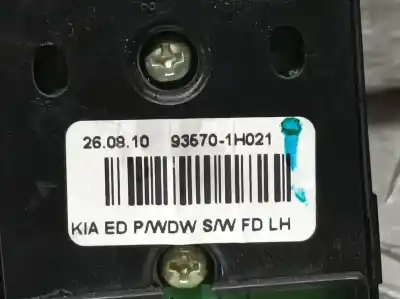 26.08.10 93570-1H021
KIA ED P/WDW S/W FD LH